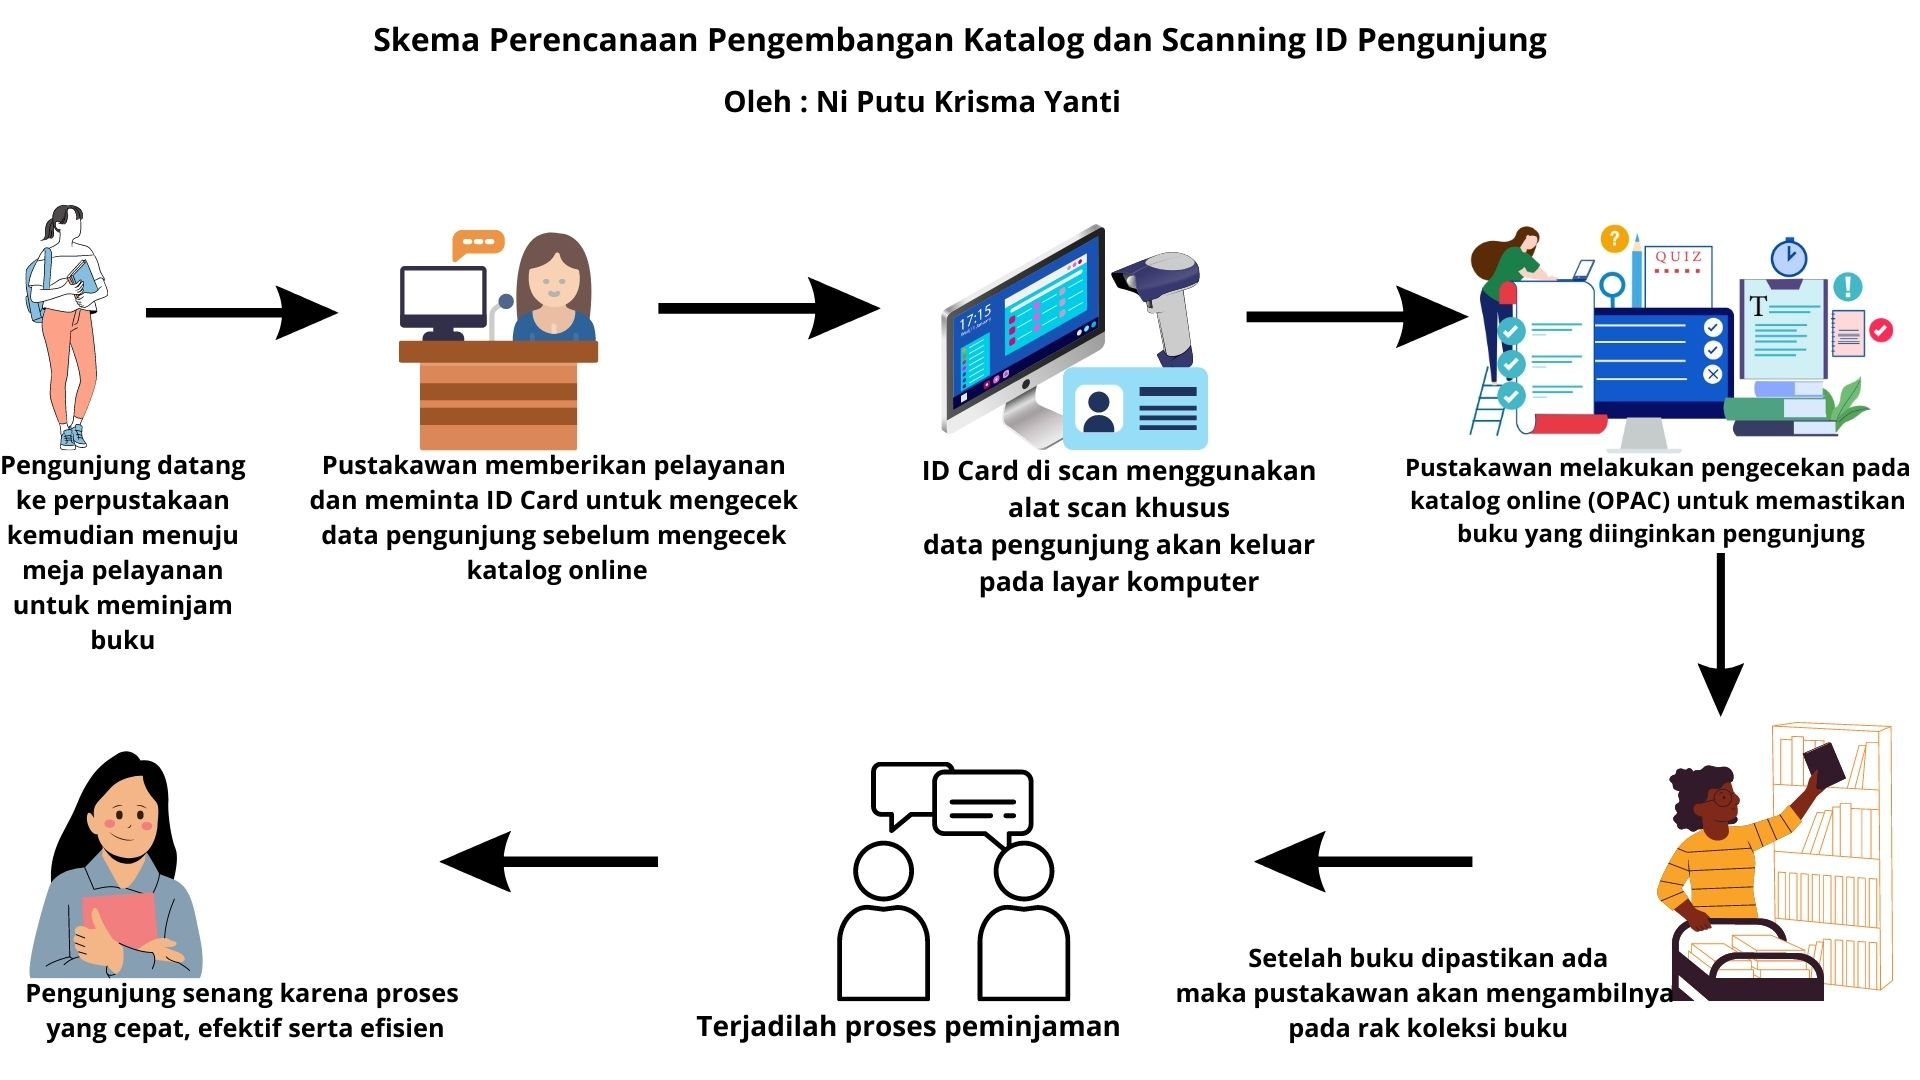 Skema Perencanaan Pengembangan Katalog dan Scanning ID Pengunjung
Oleh : Ni Putu Krisma Yanti
Pengunjung datang
ke perpustakaan
kemudian menuju
meja pelayanan
untuk meminjam
buku
Pustakawan memberikan pelayanan
dan meminta ID Card untuk mengecek
data pengunjung sebelum mengecek
katalog online
17:15
ID Card di scan menggunakan
alat scan khusus
data pengunjung akan keluar
pada layar komputer
?
QUIZ
T
!
Pustakawan melakukan pengecekan pada
katalog online (OPAC) untuk memastikan
buku yang diinginkan pengunjung
Setelah buku dipastikan ada
maka pustakawan akan mengambilnya
pada rak koleksi buku
Terjadilah proses peminjaman
Pengunjung senang karena proses
yang cepat, efektif serta efisien